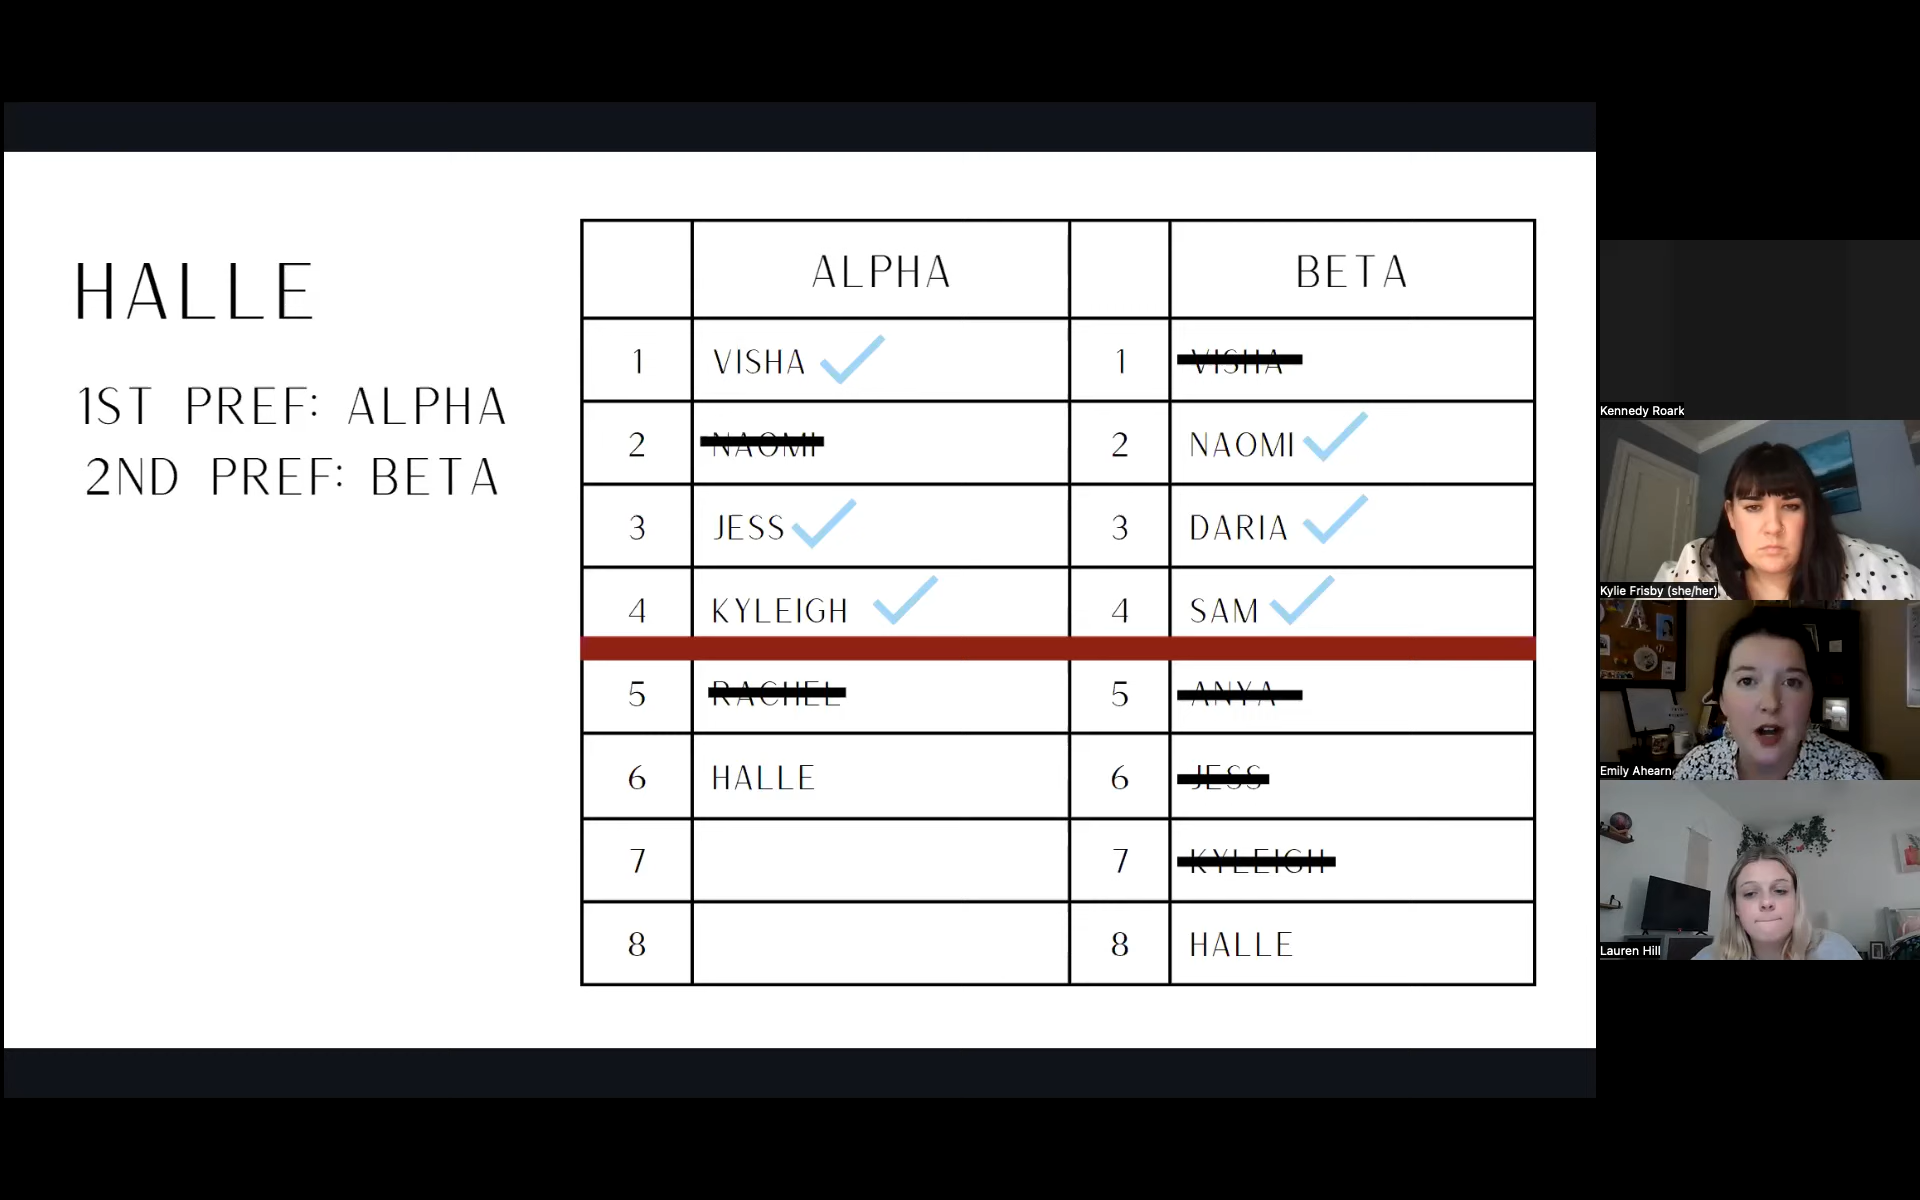 HALLE
1ST PREF: ALPHA
2ND PREF: BETA
ALPHA BETA
1 VISHA 1 VISHA
2 NAOMI 2 NAOMI
3 JESS 3 DARIA
4 KYLEIGH 4 SAM
5 RACHEL 5 ANYA
6 HALLE 6 JESS
7 7 KYLEIGH
8 8 HALLE
Kennedy Roark
Kylie Frisby (she/her)
Emily Ahearn
Lauren Hill